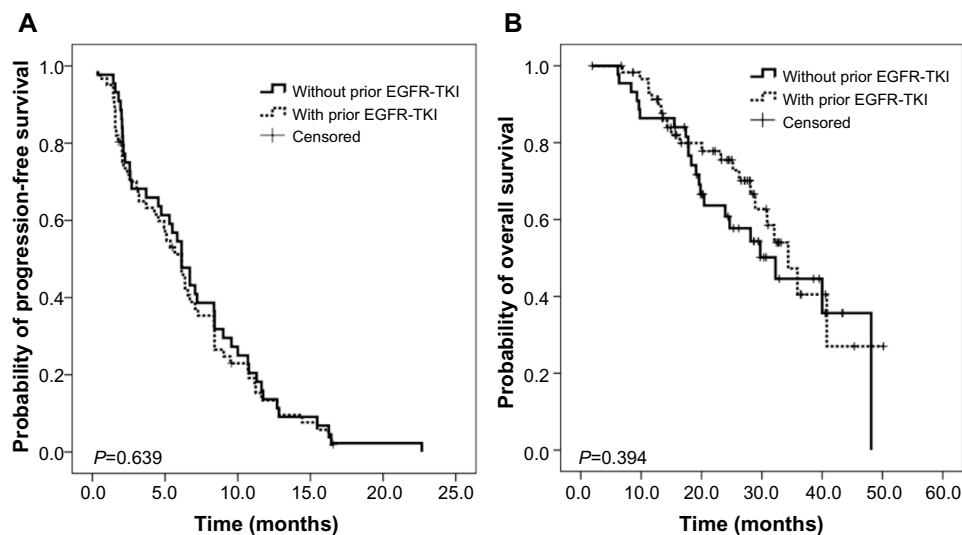 A
Probability of progression-free survival
1.0
0.8
0.6
0.4
0.2
0.0
Without prior EGFR-TKI
With prior EGFR-TKI
Censored
P=0.639
0.0 5.0 10.0 15.0 20.0 25.0
Time (months)
B
Probability of overall survival
1.0
0.8
0.6
0.4
0.2
0.0
Without prior EGFR-TKI
With prior EGFR-TKI
Censored
P=0.394
0.0 10.0 20.0 30.0 40.0 50.0 60.0
Time (months)